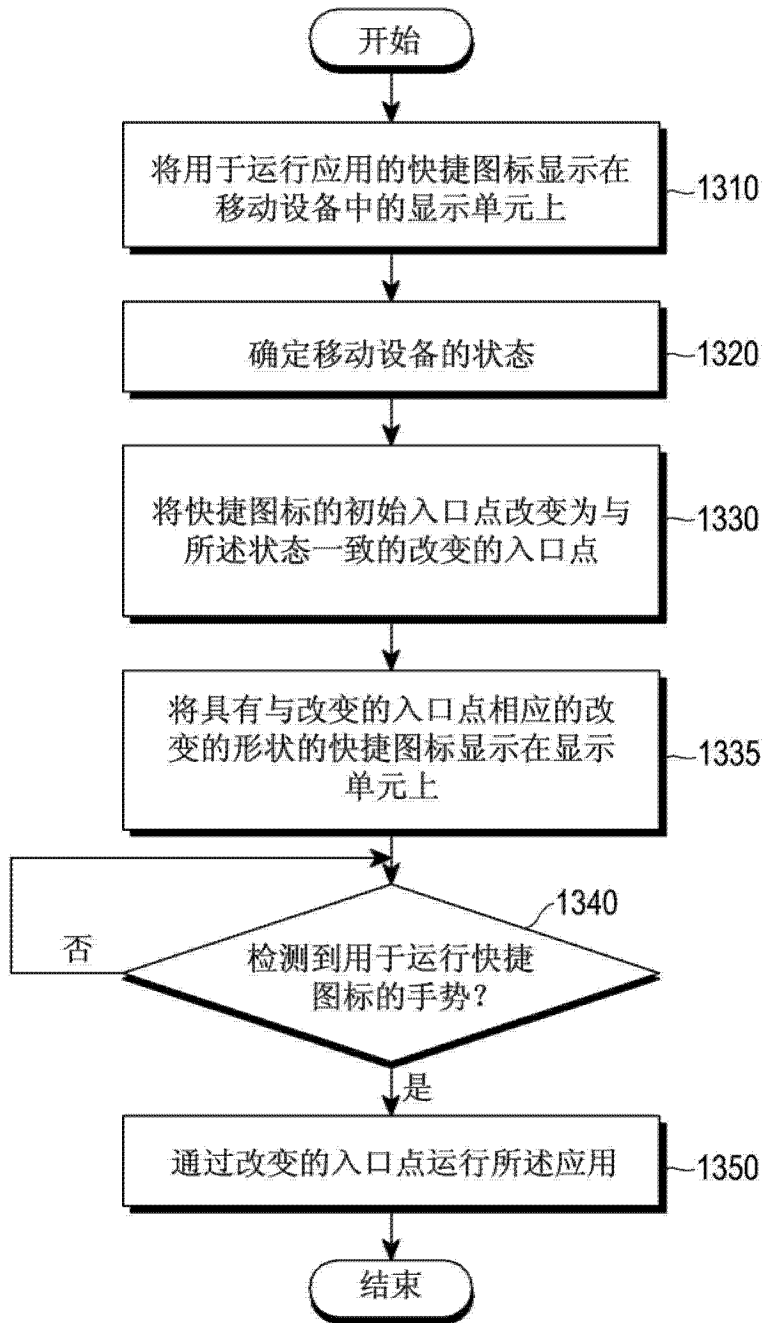 开始
将用于运行应用的快捷图标显示在
移动设备中的显示单元上
1310
确定移动设备的状态
1320
将快捷图标的初始入口点改变为与
所述状态一致的改变的入口点
1330
将具有与改变的入口点相应的改
变的形状的快捷图标显示在显示
单元上
1335
1340
检测到用于运行快捷
图标的手势?
否
是
通过改变的入口点运行所述应用
1350
结束